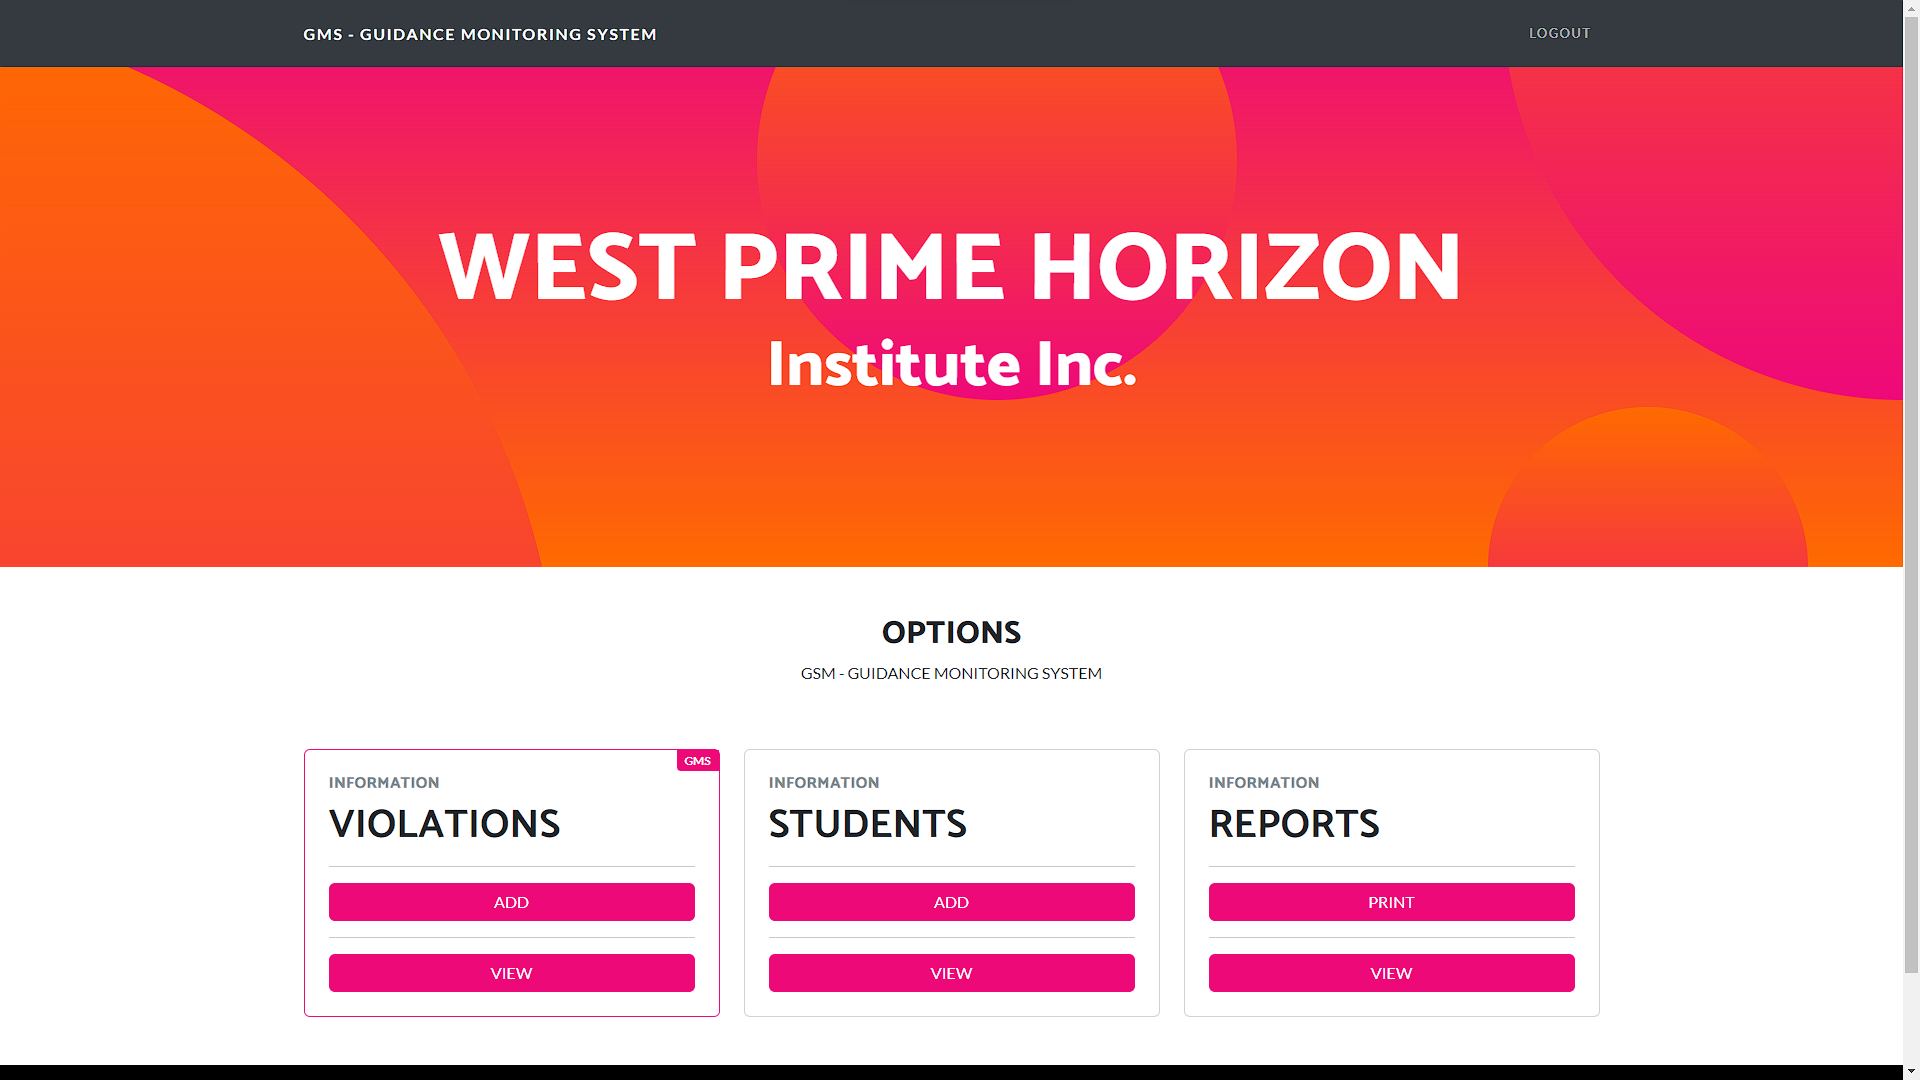 GMS - GUIDANCE MONITORING SYSTEM
LOGOUT
WEST PRIME HORIZON
Institute Inc.
OPTIONS
GSM - GUIDANCE MONITORING SYSTEM
GMS
INFORMATION
VIOLATIONS
ADD
VIEW
INFORMATION
STUDENTS
ADD
VIEW
INFORMATION
REPORTS
PRINT
VIEW